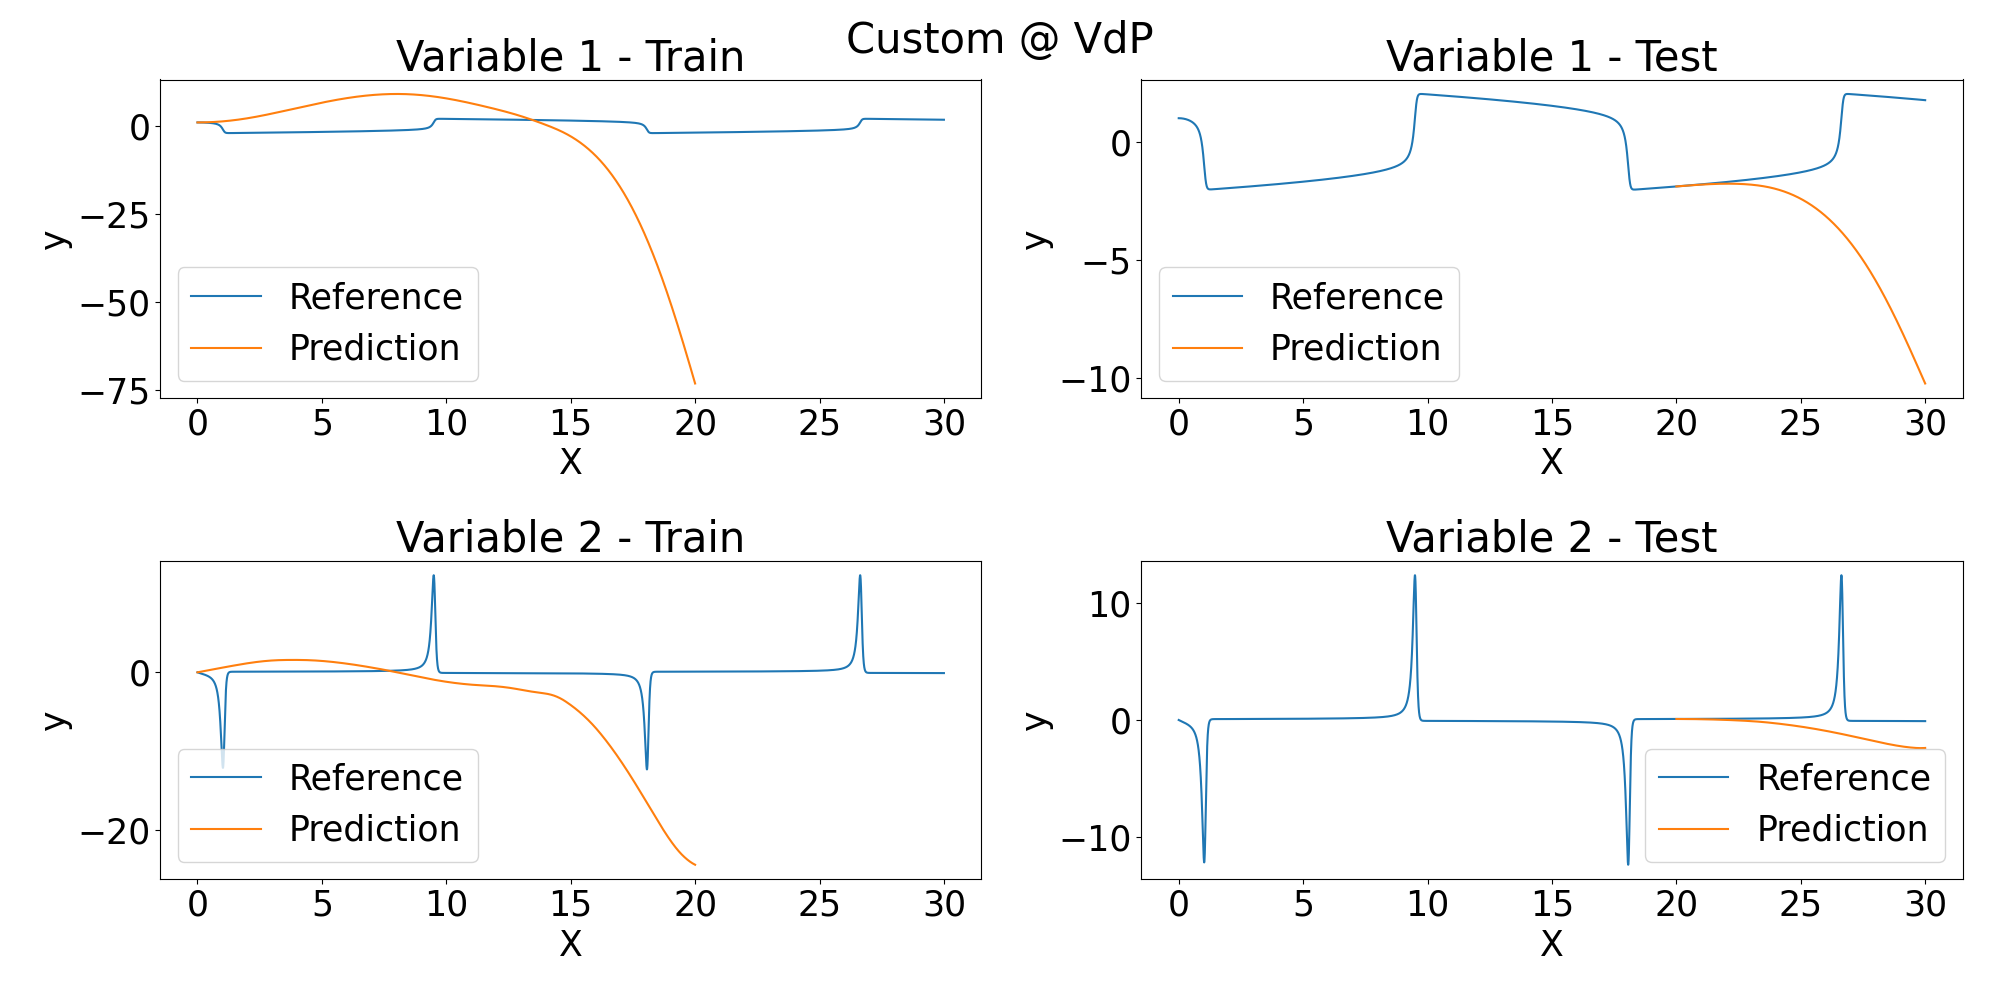 Custom @ VdP
Variable 1 - Train
0
−25
−50
−75
y
Reference
Prediction
0 5 10 15 20 25 30
X
Variable 1 - Test
0
−5
−10
y
Reference
Prediction
0 5 10 15 20 25 30
X
Variable 2 - Train
0
−20
y
Reference
Prediction
0 5 10 15 20 25 30
X
Variable 2 - Test
10
0
−10
y
Reference
Prediction
0 5 10 15 20 25 30
X